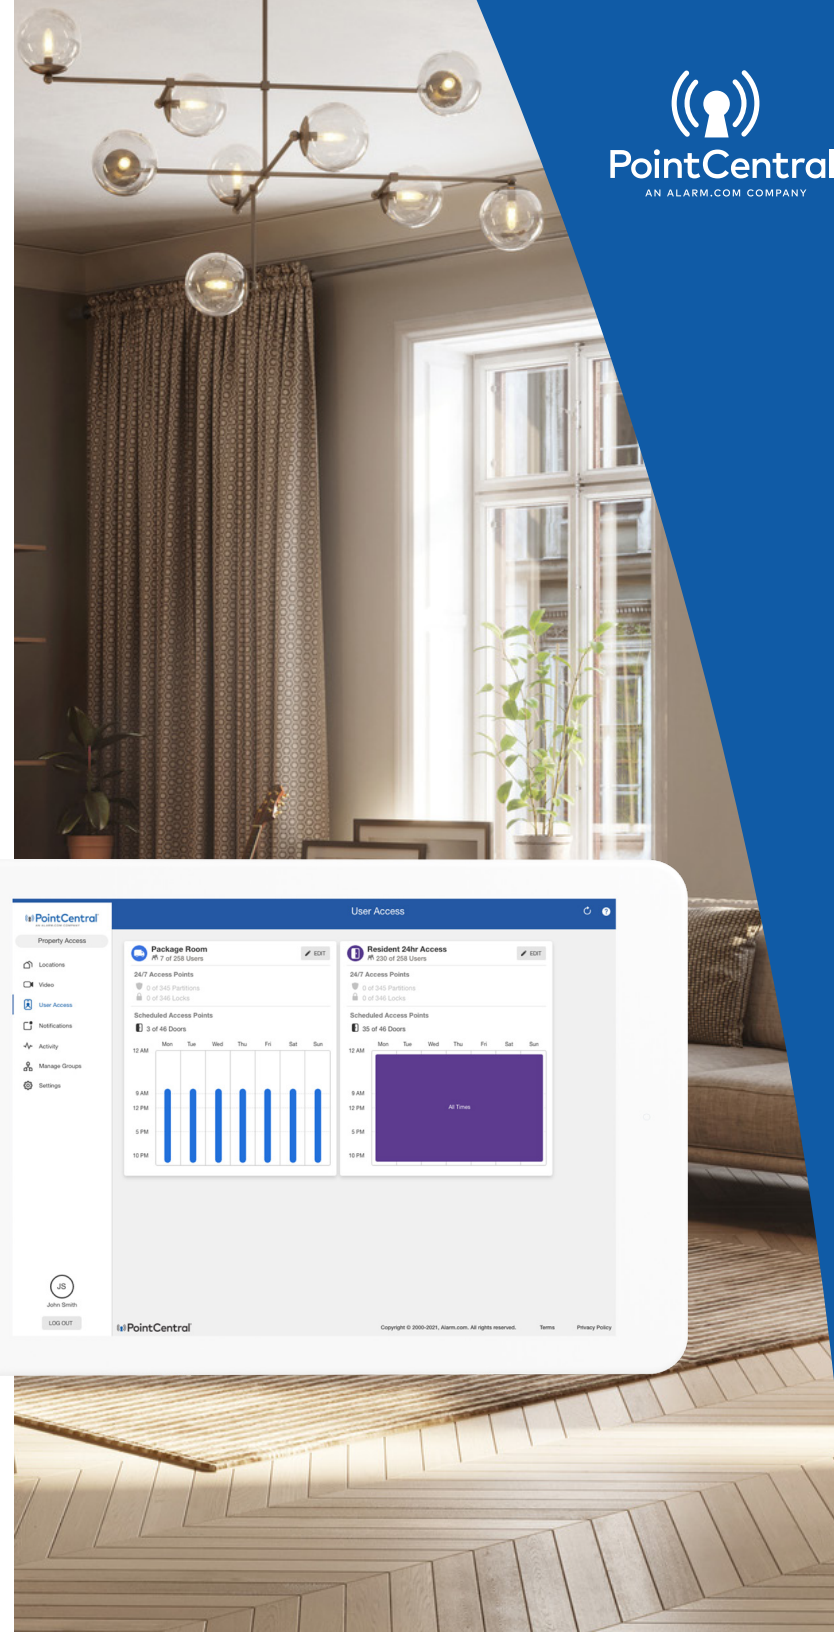 PointCentral
AN ALARM.COM COMPANY
PointCentral
AN ALARM.COM COMPANY
Property Access
Locations
Video
User Access
Notifications
Activity
Manage Groups
Settings
JS
John Smith
LOG OUT
User Access
Package Room
7 of 258 Users
EDIT
24/7 Access Points
0 of 345 Partitions
0 of 346 Locks
Scheduled Access Points
3 of 46 Doors
Mon Tue Wed Thu Fri Sat Sun
12 AM
9 AM
12 PM
5 PM
10 PM
Resident 24hr Access
230 of 258 Users
EDIT
24/7 Access Points
0 of 345 Partitions
0 of 346 Locks
Scheduled Access Points
35 of 46 Doors
Mon Tue Wed Thu Fri Sat Sun
12 AM
9 AM
12 PM
5 PM
10 PM
All Times
PointCentral
Copyright © 2000-2021, Alarm.com. All rights reserved.
Terms
Privacy Policy